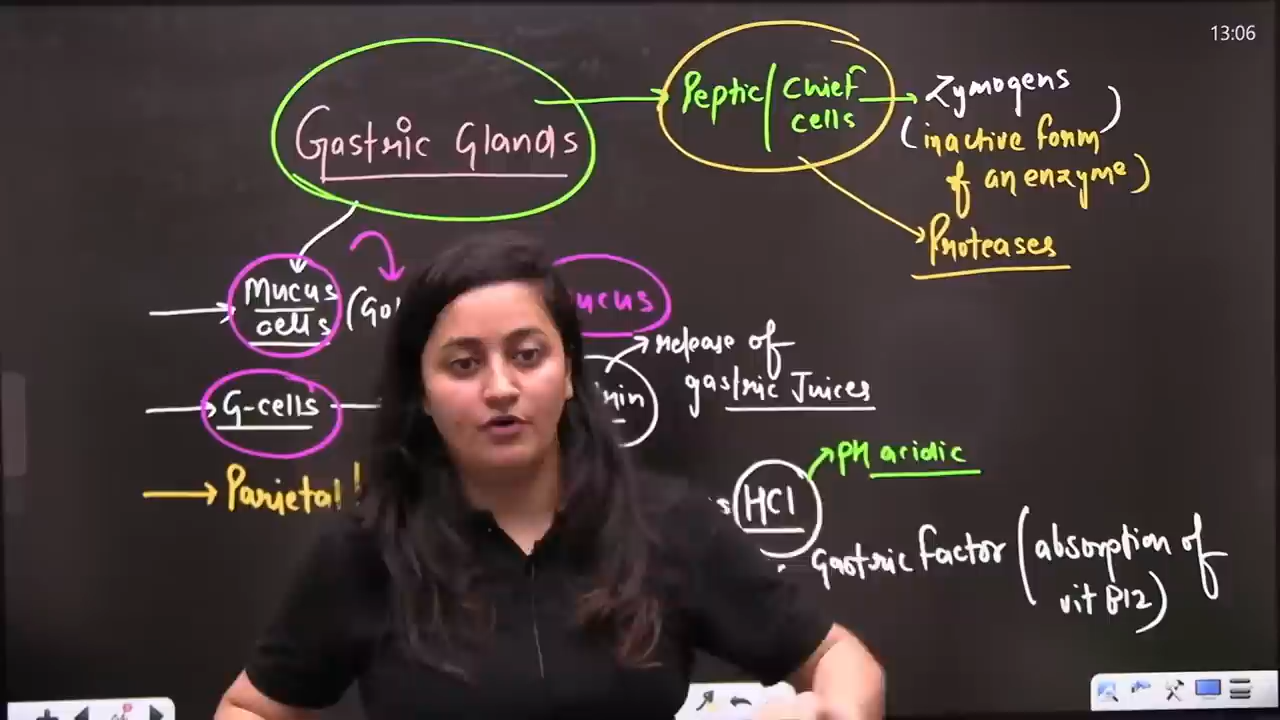 13:06
Gastric Glands
Peptic/Chief
cells
Zymogens
(inactive form)
of an enzyme)
Proteases
Mucus
cells
release of
gastric Juices
G-cells
Parietal
HCl
PH acidic
Gastric factor (absorption of
vit B12)